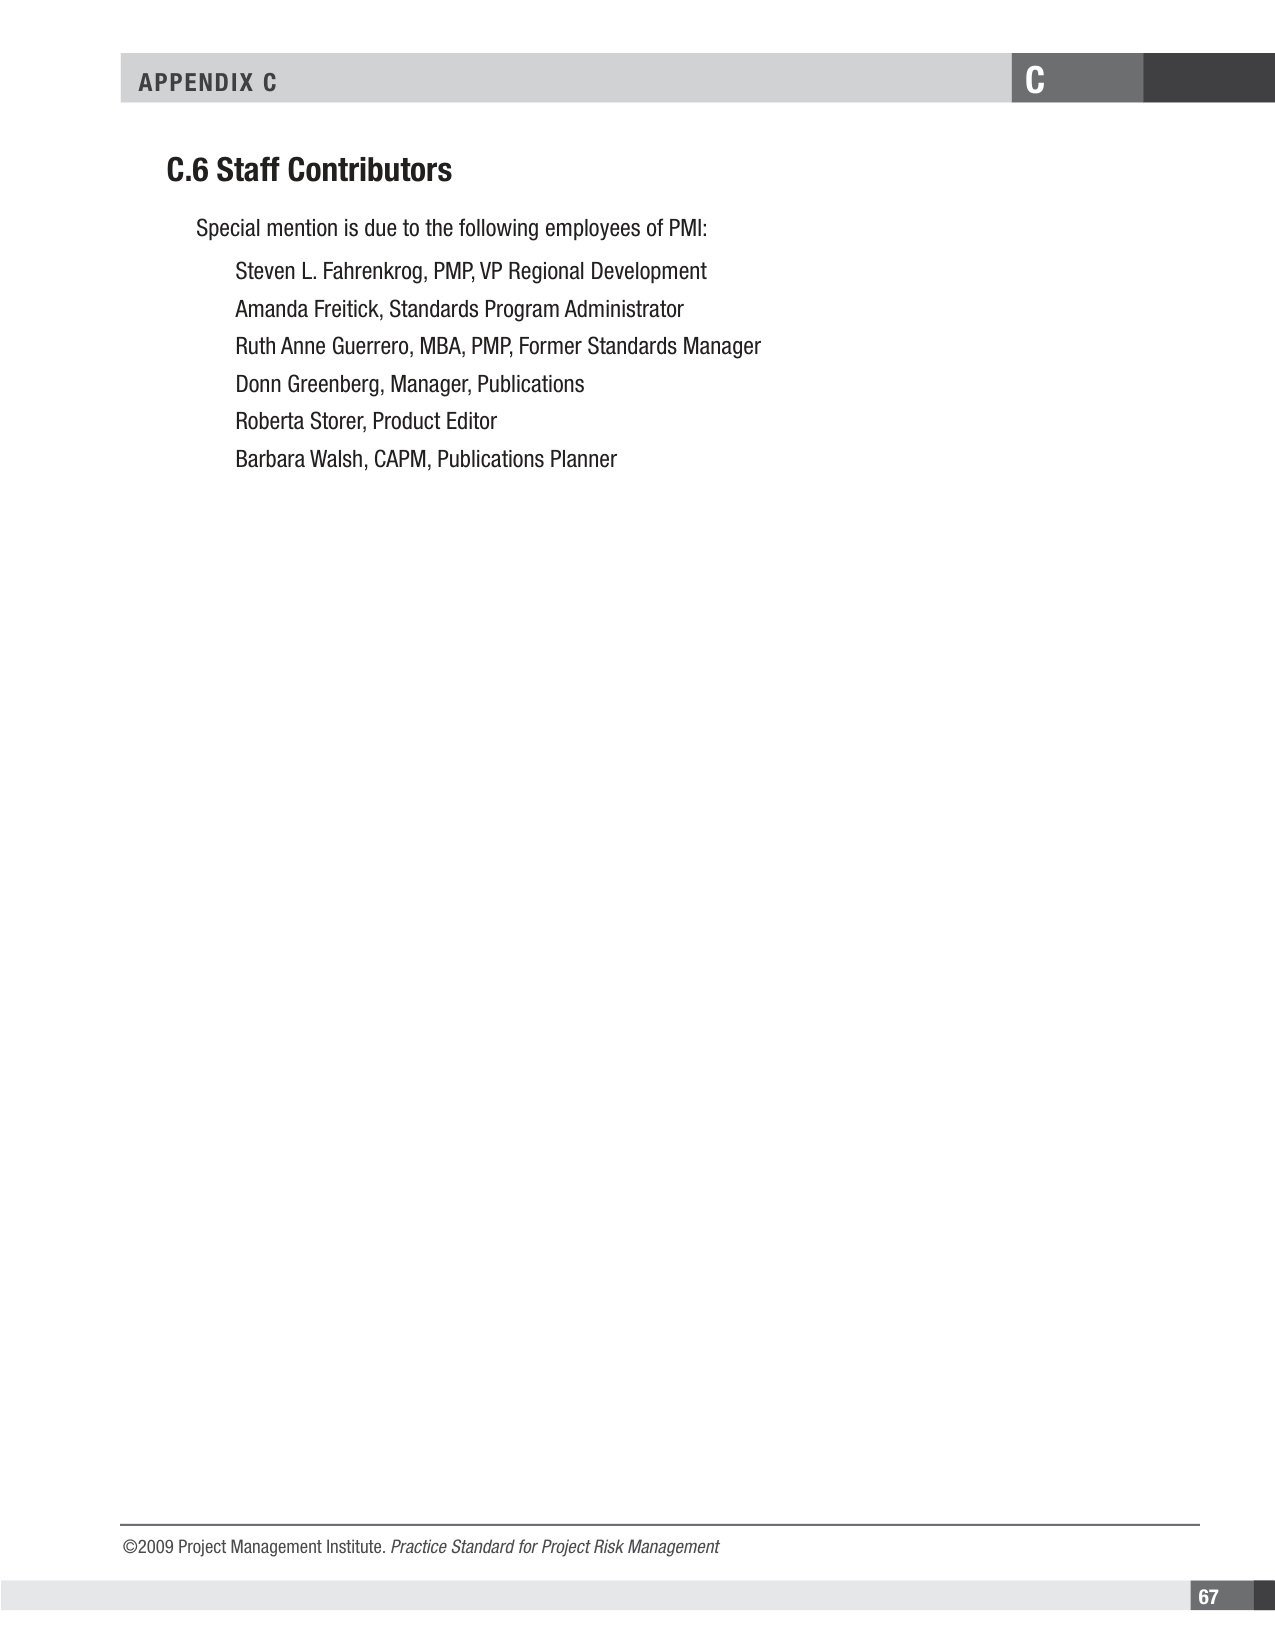 APPENDIX C
C
C.6 Staff Contributors
Special mention is due to the following employees of PMI:
Steven L. Fahrenkrog, PMP, VP Regional Development
Amanda Freitick, Standards Program Administrator
Ruth Anne Guerrero, MBA, PMP, Former Standards Manager
Donn Greenberg, Manager, Publications
Roberta Storer, Product Editor
Barbara Walsh, CAPM, Publications Planner
©2009 Project Management Institute. Practice Standard for Project Risk Management
67